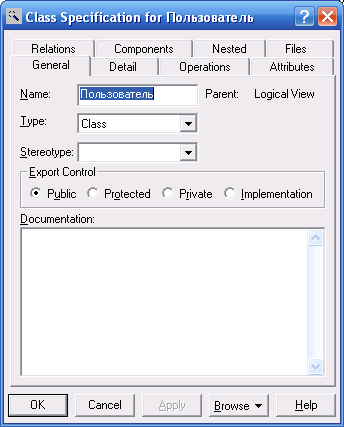 Class Specification for Пользователь
Relations Components Nested Files
General Detail Operations Attributes
Name: Пользователь Parent: Logical View
Type: Class
Stereotype:
Export Control
Public Protected Private Implementation
Documentation:
OK Cancel Apply Browse Help